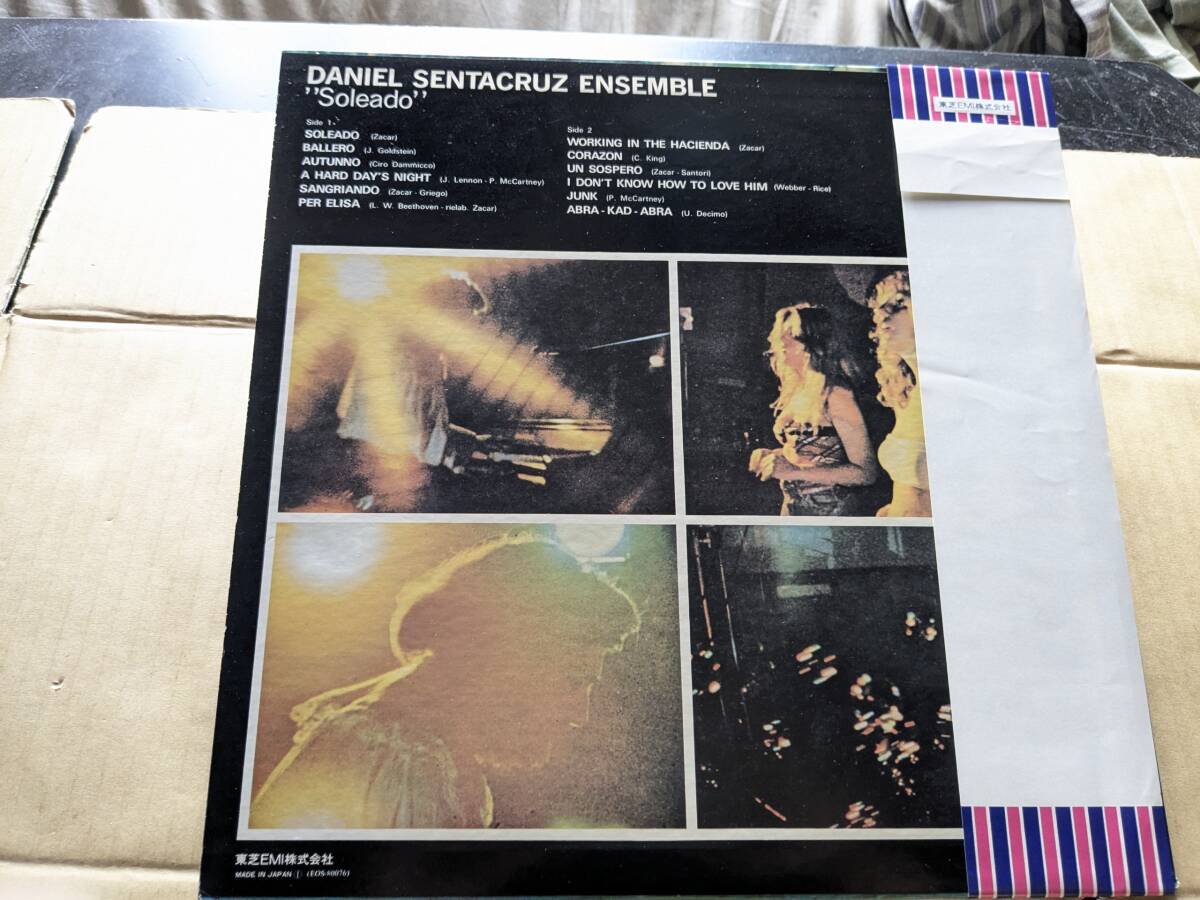 DANIEL SENTACRUZ ENSEMBLE
"Soleado"
Side 1
SOLEADO (Zacar)
BALLERO (J. Goldstein)
AUTUNNO (Ciro Dammicco)
A HARD DAY'S NIGHT (J. Lennon - P. McCartney)
SANGRIANDO (Zacar - Griego)
PER ELISA (L. W. Beethoven - rielab. Zacar)
Side 2
WORKING IN THE HACIENDA (Zacar)
CORAZON (C. King)
UN SOSPERO (Zacar - Santori)
I DON'T KNOW HOW TO LOVE HIM (Webber - Rice)
JUNK (P. McCartney)
ABRA - KAD - ABRA (U. Decimo)
東芝EMI株式会社
東芝EMI株式会社
MADE IN JAPAN Ⓘ (EOS-80076)